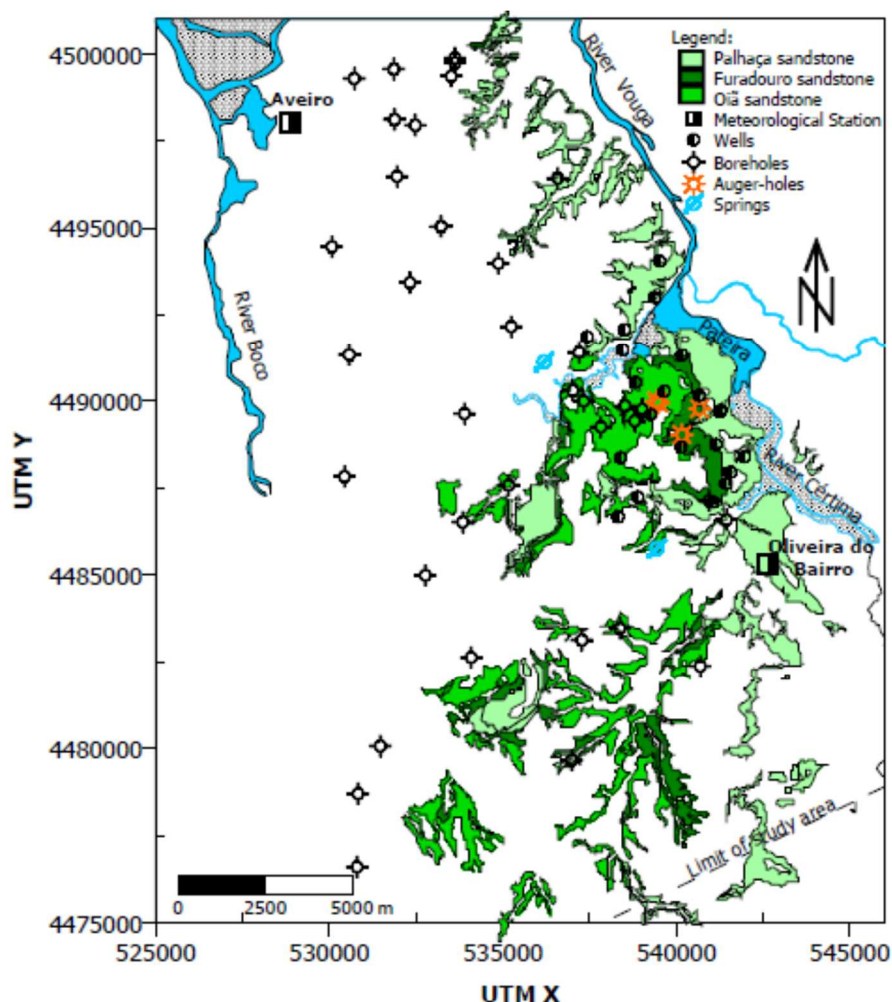 Legend:
Palhaça sandstone
Furadouro sandstone
Oiã sandstone
Meteorological Station
Wells
Boreholes
Auger-holes
Springs
4500000
4495000
4490000
4485000
4480000
4475000
UTM Y
Aveiro
River Vouga
N
River Boco
Pateira
River Cértima
Oliveira do
Bairro
Limit of study area
0 2500 5000 m
525000 530000 535000 540000 545000
UTM X